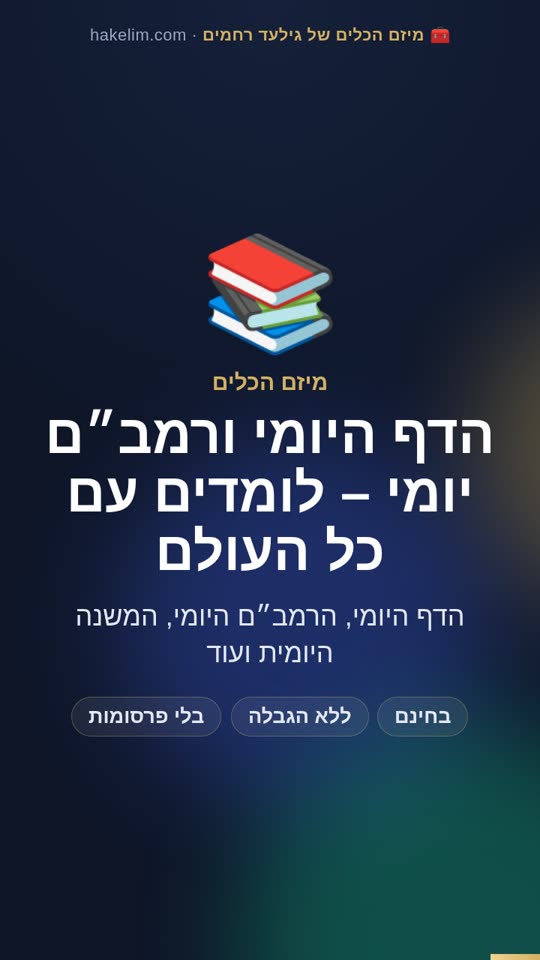 🧰 מיזם הכלים של גילעד רחמים · hakelim.com
מיזם הכלים
הדף היומי ורמב״ם
יומי – לומדים עם
כל העולם
הדף היומי, הרמב״ם היומי, המשנה
היומית ועוד
בחינם
ללא הגבלה
בלי פרסומות